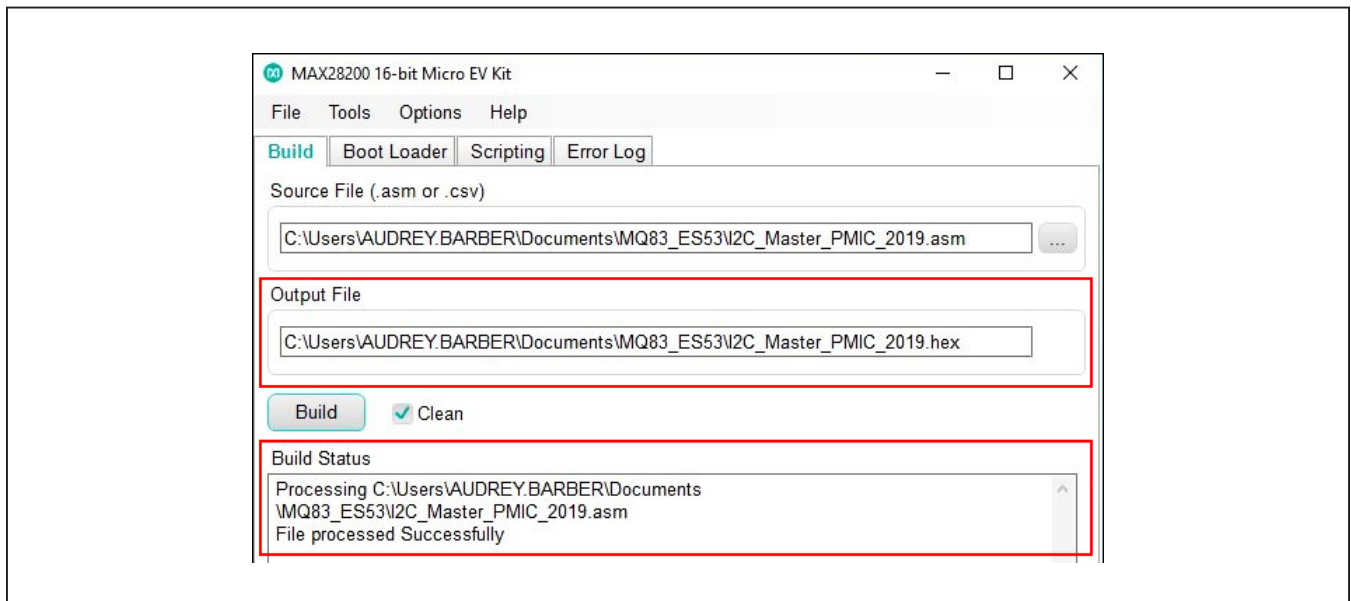 MAX28200 16-bit Micro EV Kit
File Tools Options Help
Build Boot Loader Scripting Error Log
Source File (.asm or .csv)
C:\Users\AUDREY.BARBER\Documents\MQ83_ES53\I2C_Master_PMIC_2019.asm ...
Output File
C:\Users\AUDREY.BARBER\Documents\MQ83_ES53\I2C_Master_PMIC_2019.hex
Build Clean
Build Status
Processing C:\Users\AUDREY.BARBER\Documents
\MQ83_ES53\I2C_Master_PMIC_2019.asm
File processed Successfully